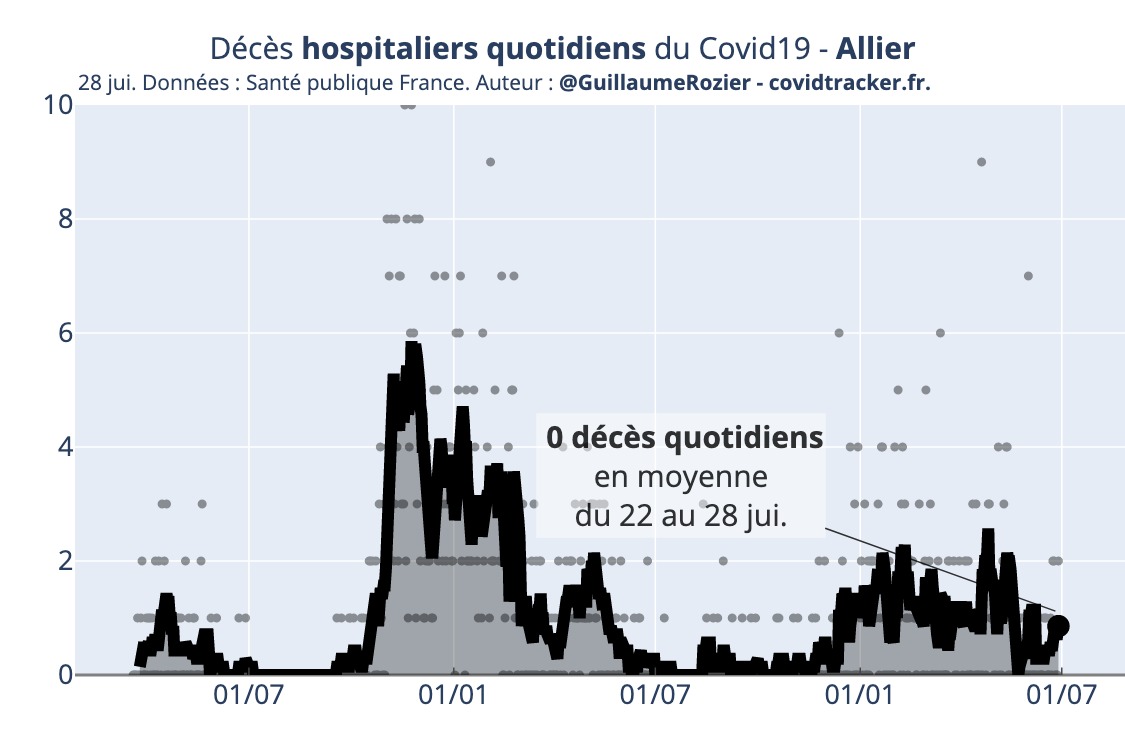 Décès hospitaliers quotidiens du Covid19 - Allier
28 jui. Données : Santé publique France. Auteur : @GuillaumeRozier - covidtracker.fr.
10
8
6
4
2
0
0 décès quotidiens
en moyenne
du 22 au 28 jui.
01/07 01/01 01/07 01/01 01/07